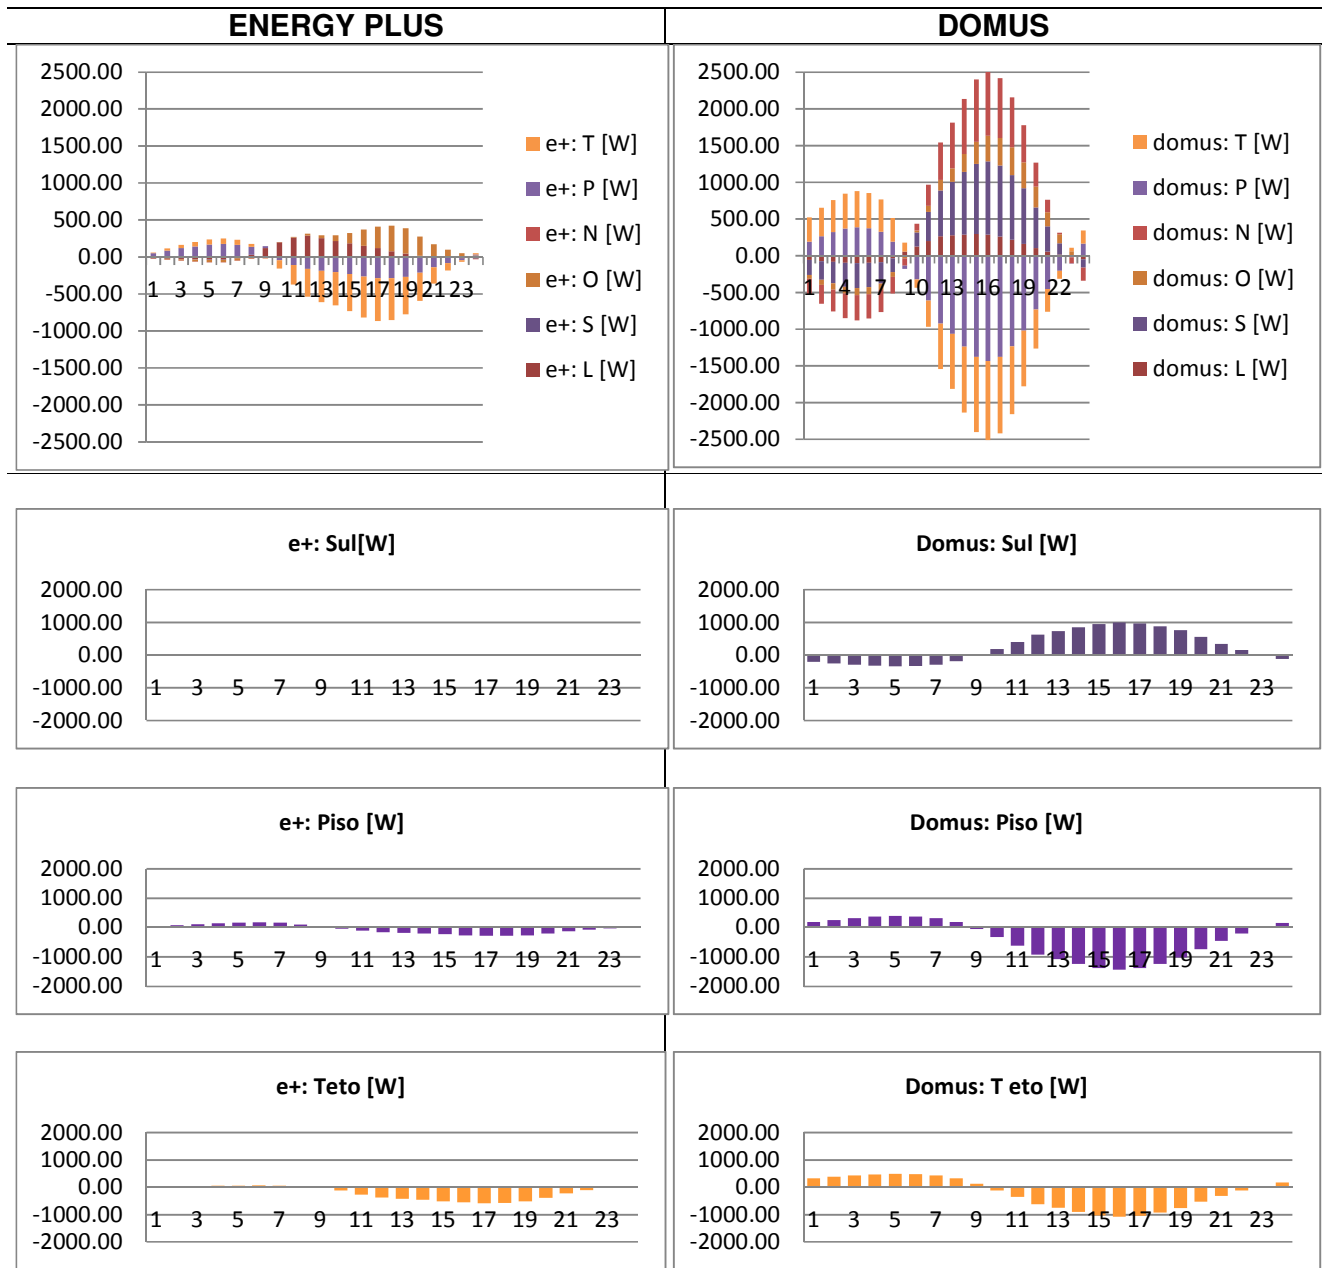 ENERGY PLUS
DOMUS
2500.00
2000.00
1500.00
1000.00
500.00
0.00
-500.00
-1000.00
-1500.00
-2000.00
-2500.00
1 3 5 7 9 11 13 15 17 19 21 23
e+: T [W]
e+: P [W]
e+: N [W]
e+: O [W]
e+: S [W]
e+: L [W]
2500.00
2000.00
1500.00
1000.00
500.00
0.00
-500.00
-1000.00
-1500.00
-2000.00
-2500.00
1 4 7 10 13 16 19 22
domus: T [W]
domus: P [W]
domus: N [W]
domus: O [W]
domus: S [W]
domus: L [W]
e+: Sul[W]
2000.00
1000.00
0.00
-1000.00
-2000.00
1 3 5 7 9 11 13 15 17 19 21 23
Domus: Sul [W]
2000.00
1000.00
0.00
-1000.00
-2000.00
1 3 5 7 9 11 13 15 17 19 21 23
e+: Piso [W]
2000.00
1000.00
0.00
-1000.00
-2000.00
1 3 5 7 9 11 13 15 17 19 21 23
Domus: Piso [W]
2000.00
1000.00
0.00
-1000.00
-2000.00
1 3 5 7 9 11 13 15 17 19 21 23
e+: Teto [W]
2000.00
1000.00
0.00
-1000.00
-2000.00
1 3 5 7 9 11 13 15 17 19 21 23
Domus: T eto [W]
2000.00
1000.00
0.00
-1000.00
-2000.00
1 3 5 7 9 11 13 15 17 19 21 23